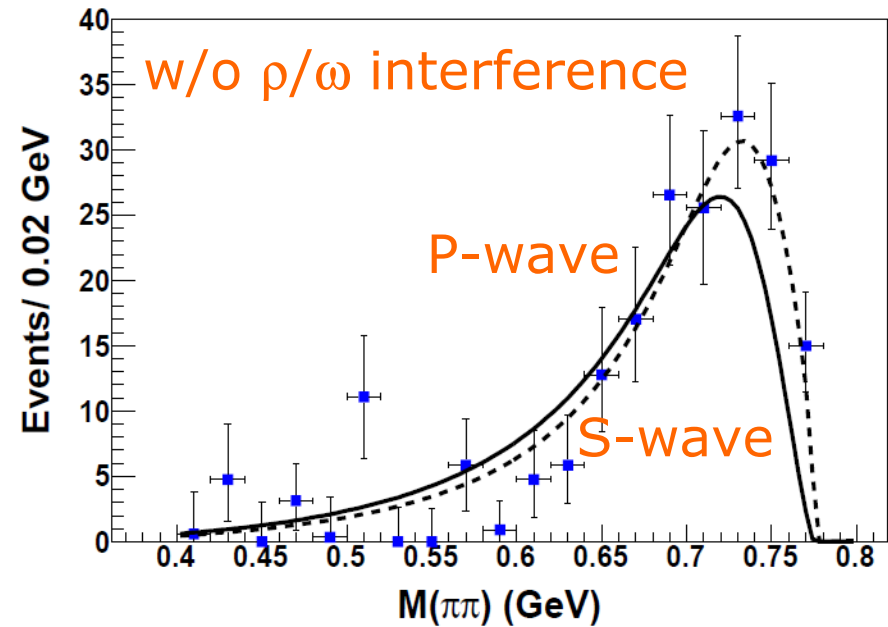 w/o ρ/ω interference
P-wave
S-wave
Events/ 0.02 GeV
40
35
30
25
20
15
10
5
0
0.4 0.45 0.5 0.55 0.6 0.65 0.7 0.75 0.8
M(ππ) (GeV)